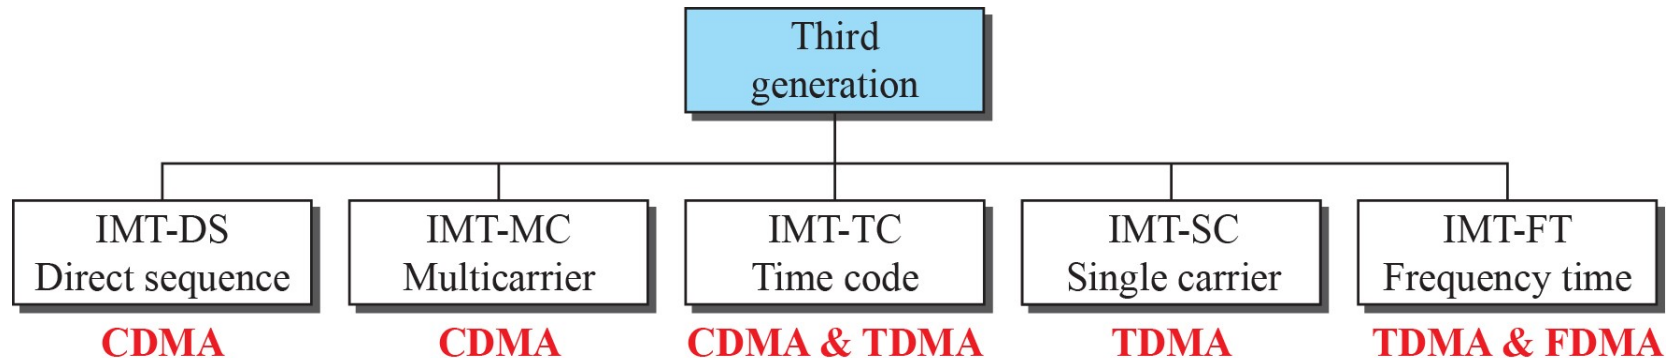 Third
generation
IMT-DS
Direct sequence
CDMA
IMT-MC
Multicarrier
CDMA
IMT-TC
Time code
CDMA & TDMA
IMT-SC
Single carrier
TDMA
IMT-FT
Frequency time
TDMA & FDMA